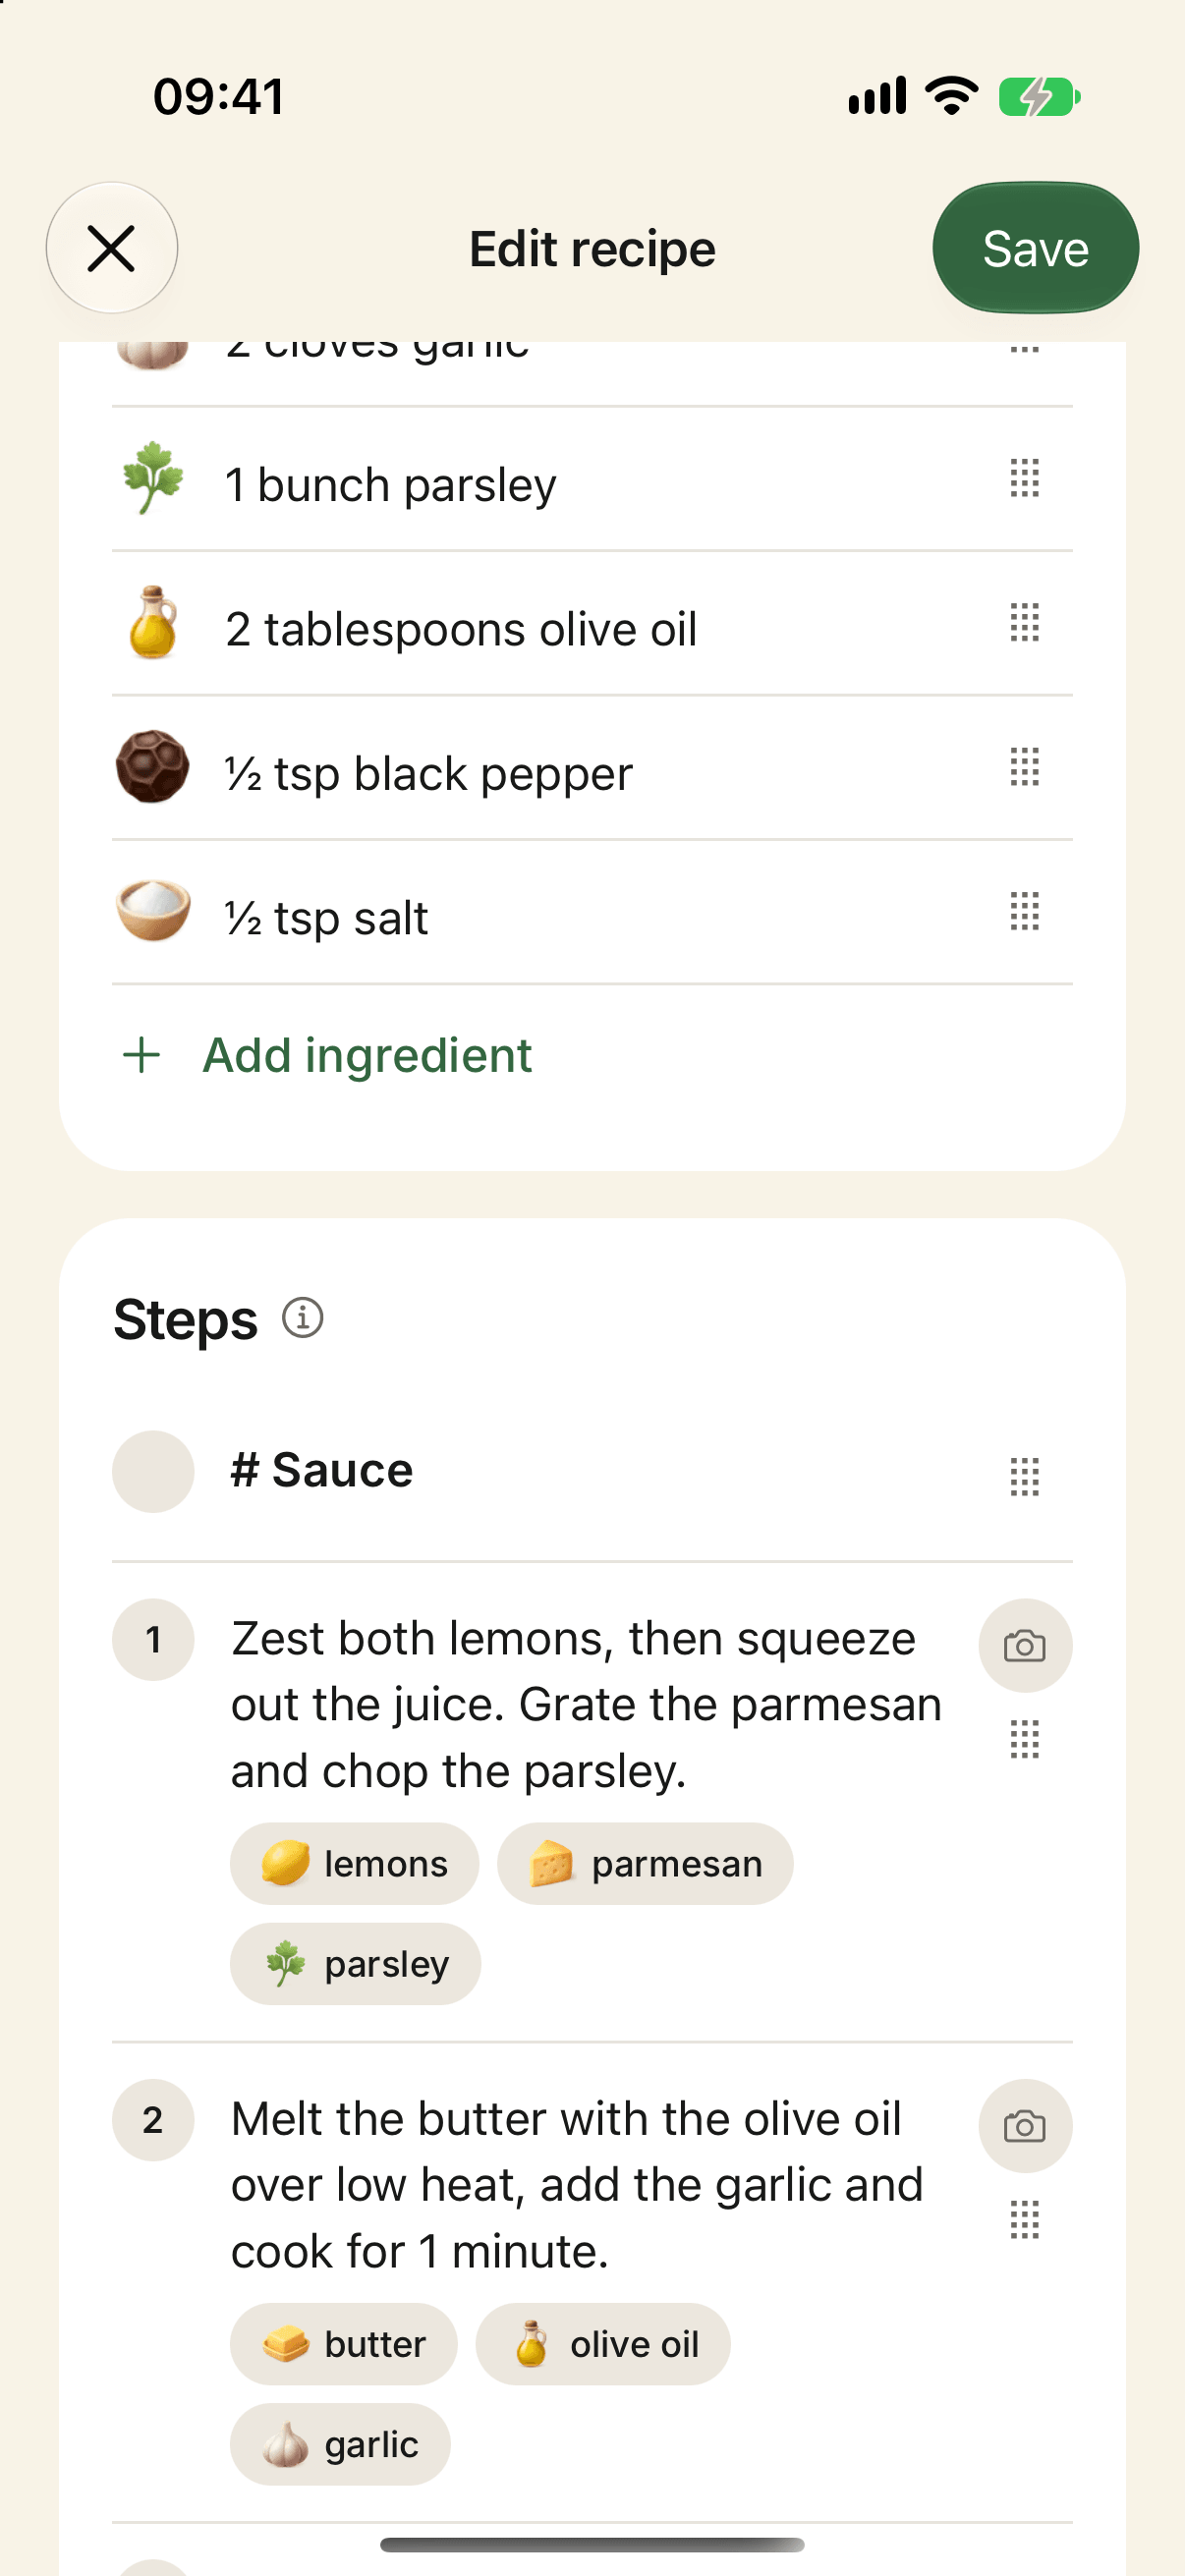 09:41
Edit recipe
Save
2 cloves garlic
1 bunch parsley
2 tablespoons olive oil
½ tsp black pepper
½ tsp salt
+ Add ingredient
Steps
# Sauce
1
Zest both lemons, then squeeze
out the juice. Grate the parmesan
and chop the parsley.
lemons
parmesan
parsley
2
Melt the butter with the olive oil
over low heat, add the garlic and
cook for 1 minute.
butter
olive oil
garlic